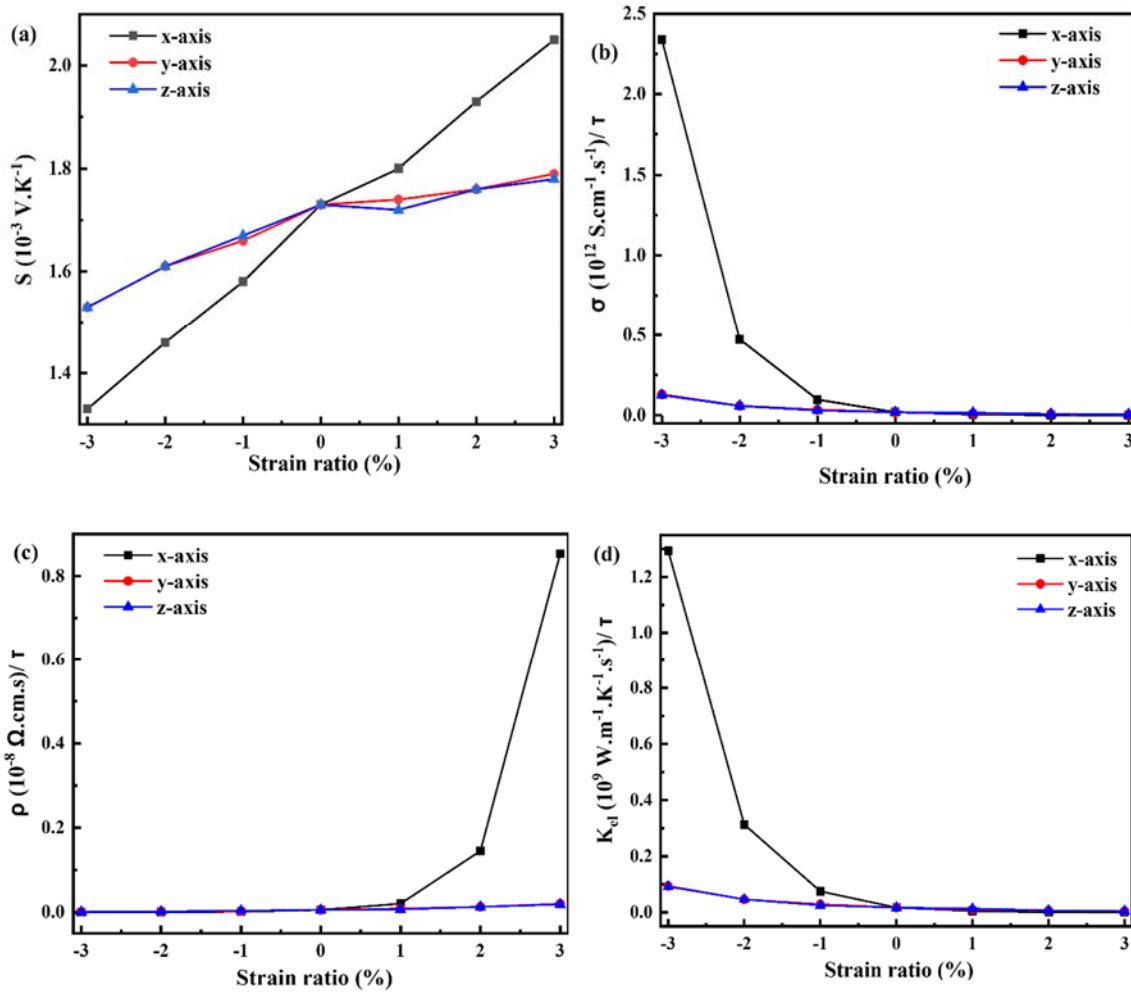 (a)
x-axis
y-axis
z-axis
S (10⁻³ V.K⁻¹)
2.0
1.8
1.6
1.4
-3 -2 -1 0 1 2 3
Strain ratio (%)
(b)
x-axis
y-axis
z-axis
σ (10¹² S.cm⁻¹.s⁻¹)/ τ
2.5
2.0
1.5
1.0
0.5
0.0
-3 -2 -1 0 1 2 3
Strain ratio (%)
(c)
x-axis
y-axis
z-axis
ρ (10⁻⁸ Ω.cm.s)/ τ
0.8
0.6
0.4
0.2
0.0
-3 -2 -1 0 1 2 3
Strain ratio (%)
(d)
x-axis
y-axis
z-axis
K_el (10⁹ W.m⁻¹.K⁻¹.s⁻¹)/ τ
1.2
1.0
0.8
0.6
0.4
0.2
0.0
-3 -2 -1 0 1 2 3
Strain ratio (%)